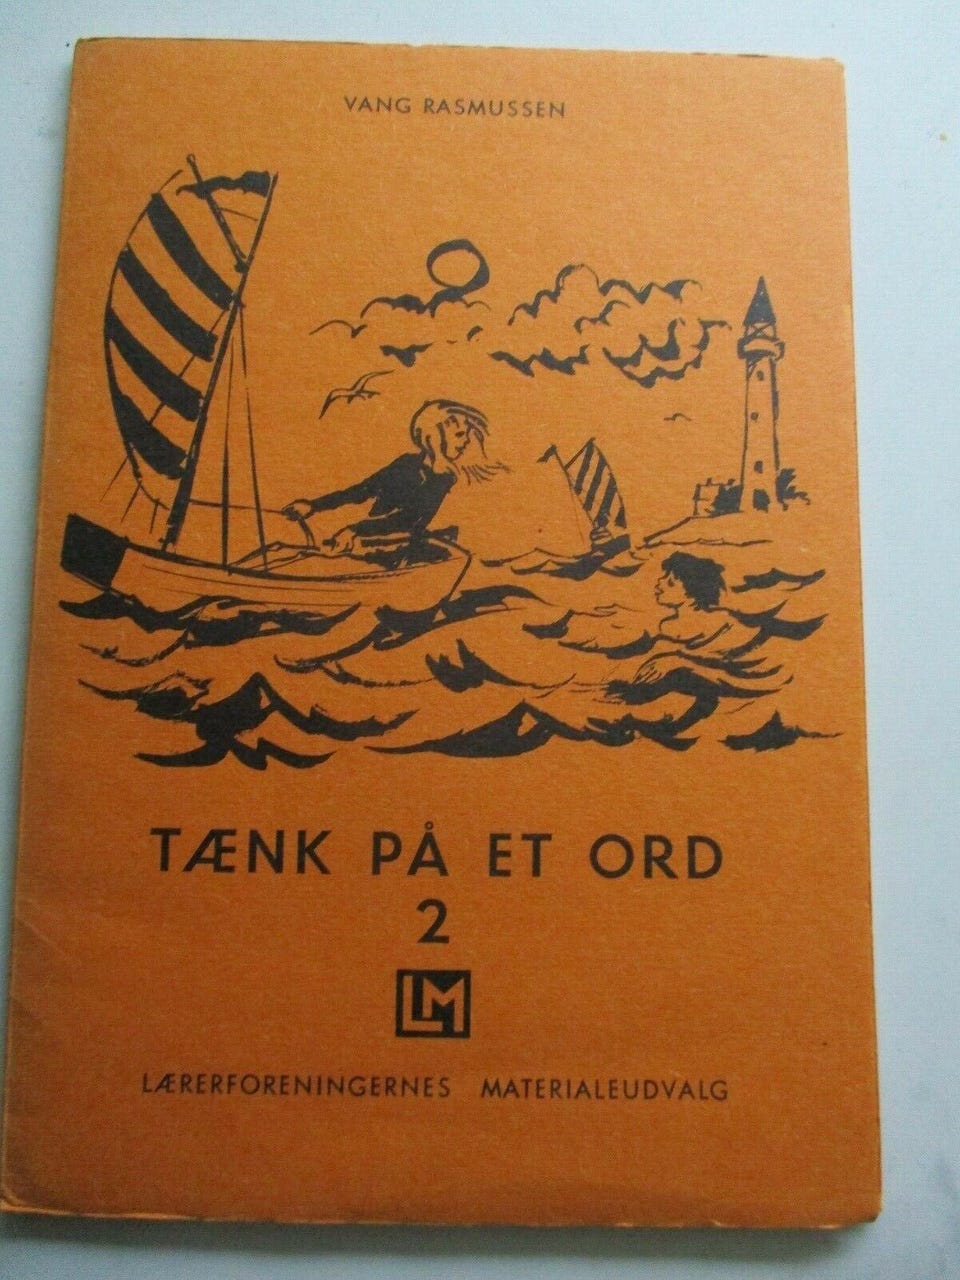 VANG RASMUSSEN
TÆNK PÅ ET ORD
2
LM
LÆRERFORENINGERNES MATERIALEUDVALG